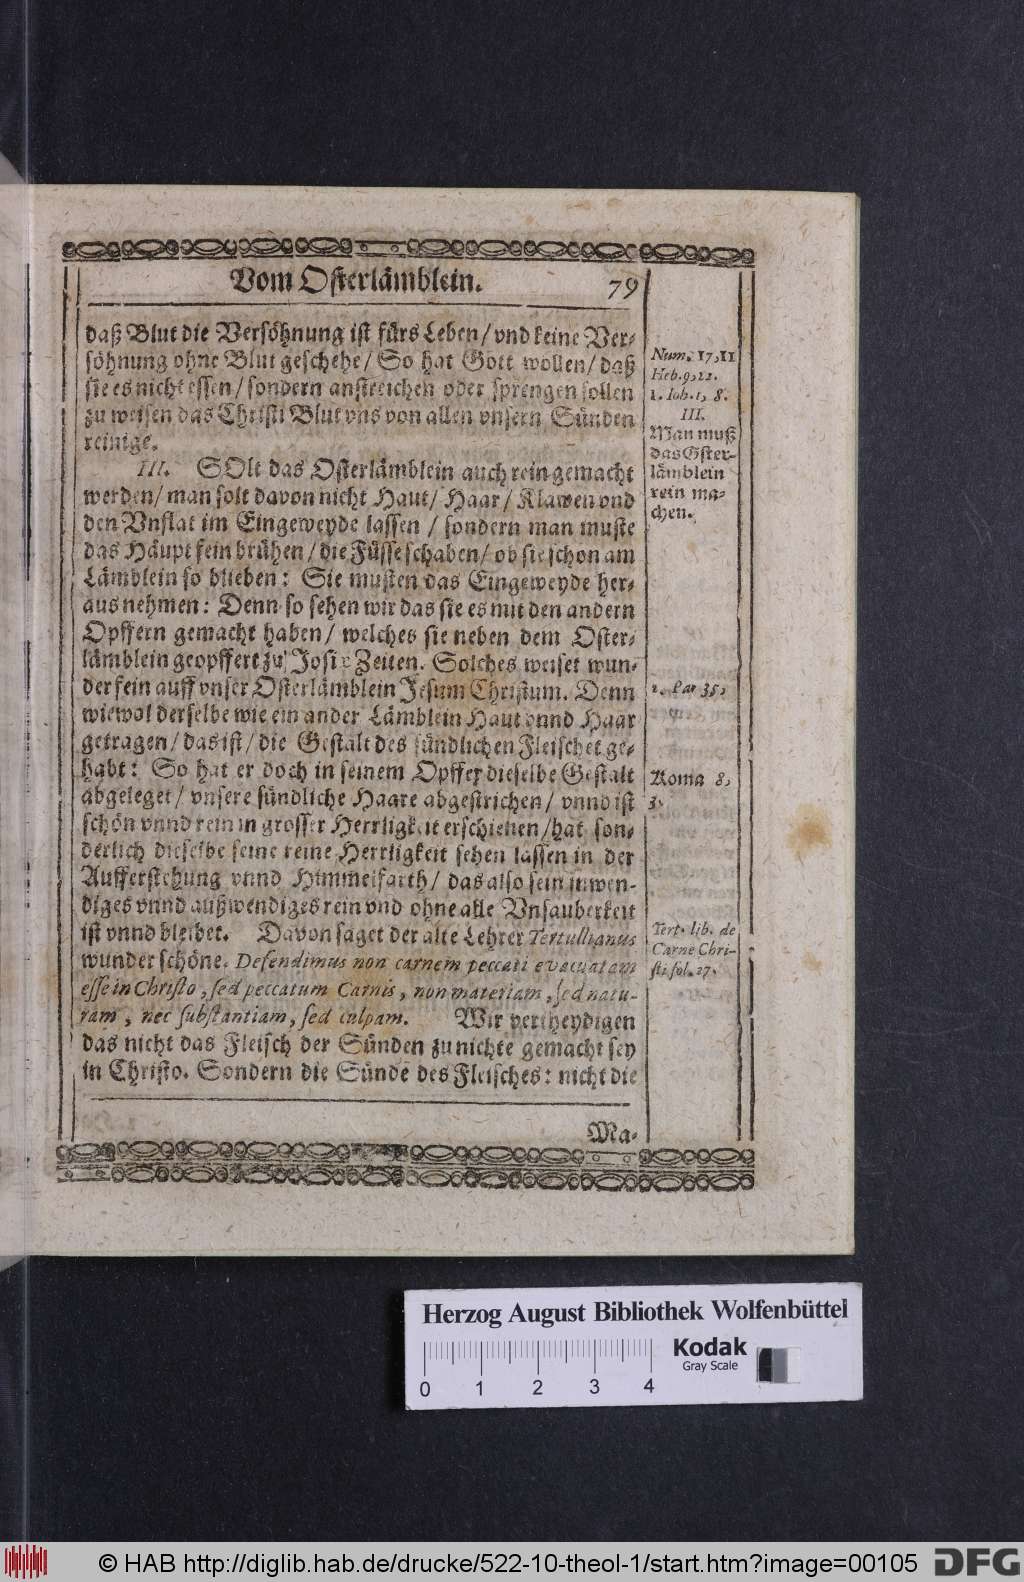 Vom Osterlämblein. 79
daß Blut die Versöhnung ist fürs Leben/ vnd keine Ver-
söhnung ohne Blut geschehe/ So hat Gott wollen/ daß
sie es nicht essen/ sondern anstreichen oder sprengen sollen
zu weisen das Christi Blut vns von allen vnsern Sünden
reinige.
III. SOlt das Osterlämblein auch rein gemacht
werden/ man solt davon nicht Haut/ Haar/ Klawen vnd
den Vnflat im Eingeweyde lassen/ sondern man muste
das Häupt fein brühen/ die Füsse schaben/ ob sie schon am
Lämblein so blieben: Sie musten das Eingeweyde her-
aus nehmen: Denn so sehen wir das sie es mit den andern
Opffern gemacht haben/ welches sie neben dem Oster-
lämblein geopffert zu Josiæ Zeiten. Solches weiset wun-
der fein auff vnser Osterlämblein Jesum Christum. Denn
wiewol derselbe wie ein ander Lämblein Haut vnnd Haar
getragen/ das ist/ die Gestalt des sündlichen Fleisches ge-
habt: So hat er doch in seinem Opffer dieselbe Gestalt
abgeleget/ vnsere sündliche Haare abgestrichen/ vnnd ist
schön vnnd rein in grosser Herrligkeit erschienen/ hat son-
derlich dieselbe seine reine Herrligkeit sehen lassen in der
Aufferstehung vnnd Himmelfarth/ das also sein inwen-
diges vnnd außwendiges rein vnd ohne alle Vnsauberkeit
ist vnnd bleibet. Davon saget der alte Lehrer Tertullianus
wunder schöne. Defendimus non carnem peccati evacuatam
esse in Christo, sed peccatum Carnis, non materiam, sed natu-
ram, nec substantiam, sed culpam. Wir vertheydigen
das nicht das Fleisch der Sünden zu nichte gemacht sey
in Christo. Sondern die Sünde des Fleisches: nicht die
Ma-
Num. 17, 11
Heb. 9, 22.
1. Ioh. 1, 8.
III.
Man muß
das Oster-
lämblein
rein ma-
chen.
2. Par 35,
Roma 8,
3.
Tert. lib. de
Carne Chri-
sti. fol. 27.
Herzog August Bibliothek Wolfenbüttel
Kodak
Gray Scale
0 1 2 3 4
© HAB http://diglib.hab.de/drucke/522-10-theol-1/start.htm?image=00105
DFG